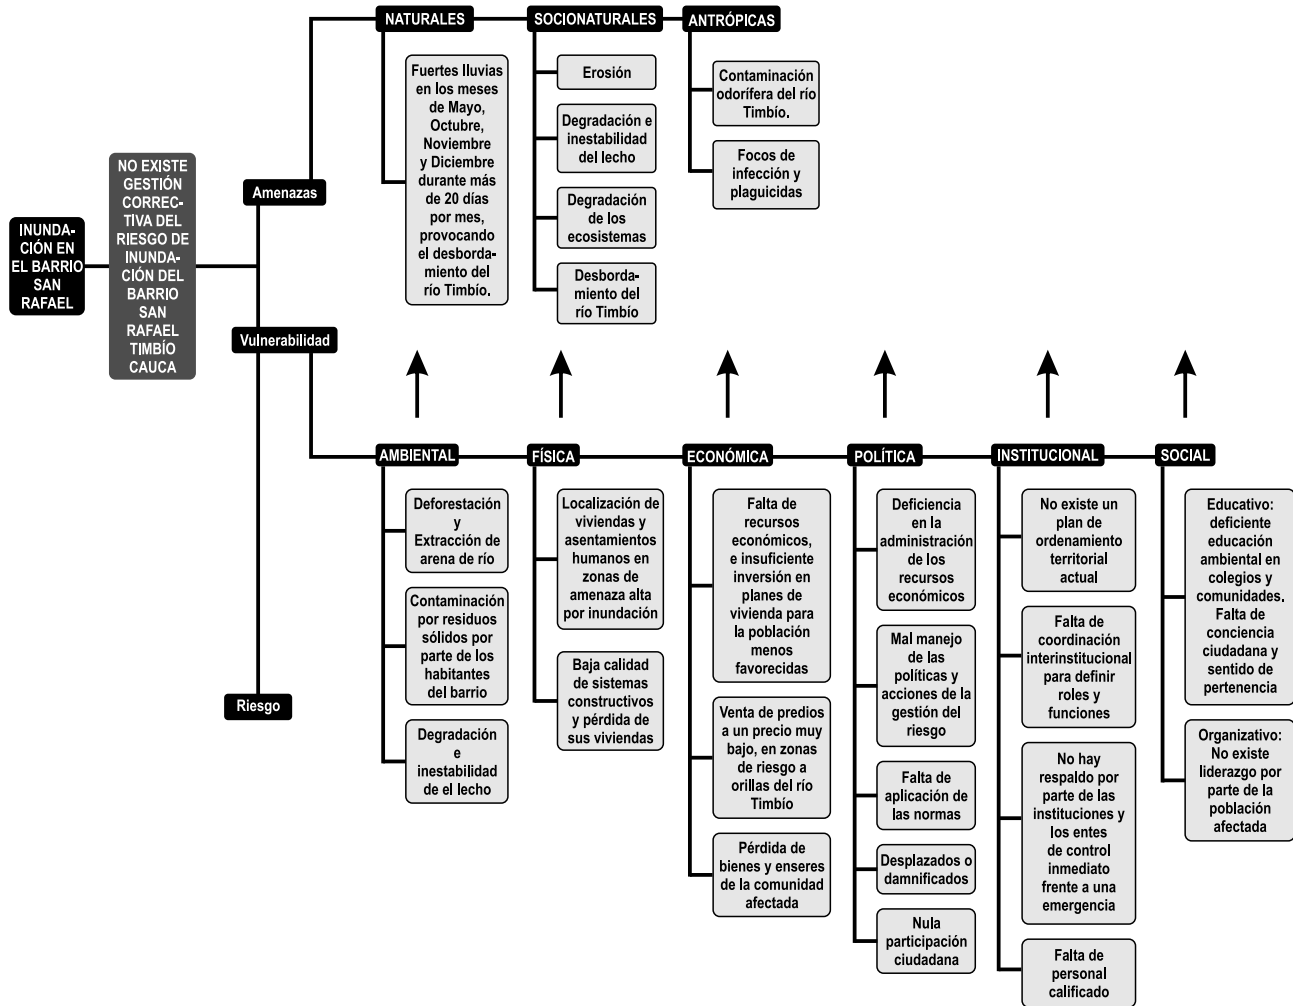 INUNDA-
CIÓN EN
EL BARRIO
SAN
RAFAEL
NO EXISTE
GESTIÓN
CORREC-
TIVA DEL
RIESGO DE
INUNDA-
CIÓN DEL
BARRIO
SAN
RAFAEL
TIMBÍO
CAUCA
Amenazas
NATURALES
Fuertes lluvias
en los meses
de Mayo,
Octubre,
Noviembre
y Diciembre
durante más
de 20 días
por mes,
provocando
el desborda-
miento del
río Timbío.
SOCIONATURALES
Erosión
Degradación e
inestabilidad
del lecho
Degradación
de los
ecosistemas
Desborda-
miento del
río Timbío
ANTRÓPICAS
Contaminación
odorífera del río
Timbío.
Focos de
infección y
plaguicidas
Vulnerabilidad
AMBIENTAL
Deforestación
y
Extracción de
arena de río
Contaminación
por residuos
sólidos por
parte de los
habitantes
del barrio
Degradación
e
inestabilidad
de el lecho
FÍSICA
Localización de
viviendas y
asentamientos
humanos en
zonas de
amenaza alta
por inundación
Baja calidad
de sistemas
constructivos
y pérdida de
sus viviendas
ECONÓMICA
Falta de
recursos
económicos,
e insuficiente
inversión en
planes de
vivienda para
la población
menos
favorecidas
Venta de predios
a un precio muy
bajo, en zonas
de riesgo a
orillas del río
Timbío
Pérdida de
bienes y enseres
de la comunidad
afectada
POLÍTICA
Deficiencia
en la
administración
de los
recursos
económicos
Mal manejo
de las
políticas y
acciones de la
gestión del
riesgo
Falta de
aplicación de
las normas
Desplazados o
damnificados
Nula
participación
ciudadana
INSTITUCIONAL
No existe un
plan de
ordenamiento
territorial
actual
Falta de
coordinación
interinstitucional
para definir
roles y
funciones
No hay
respaldo por
parte de las
instituciones y
los entes
de control
inmediato
frente a una
emergencia
Falta de
personal
calificado
SOCIAL
Educativo:
deficiente
educación
ambiental en
colegios y
comunidades.
Falta de
conciencia
ciudadana y
sentido de
pertenencia
Organizativo:
No existe
liderazgo por
parte de la
población
afectada
Riesgo